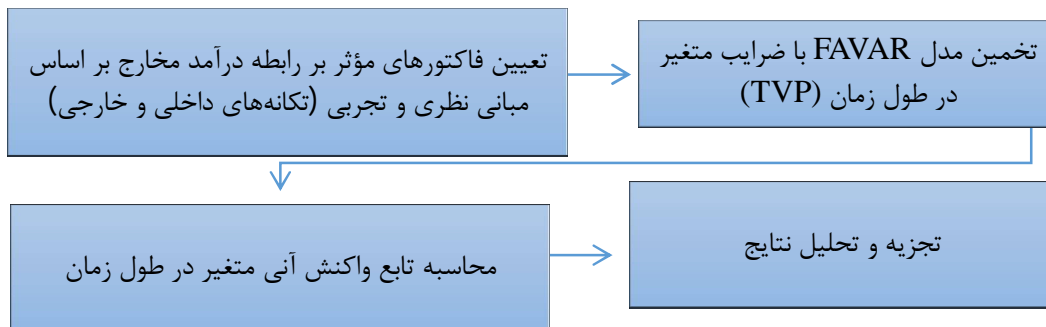 تعیین فاکتورهای مؤثر بر رابطه درآمد مخارج بر اساس
مبانی نظری و تجربی (تکانه‌های داخلی و خارجی)
تخمین مدل FAVAR با ضرایب متغیر
در طول زمان (TVP)
محاسبه تابع واکنش آنی متغیر در طول زمان
تجزیه و تحلیل نتایج